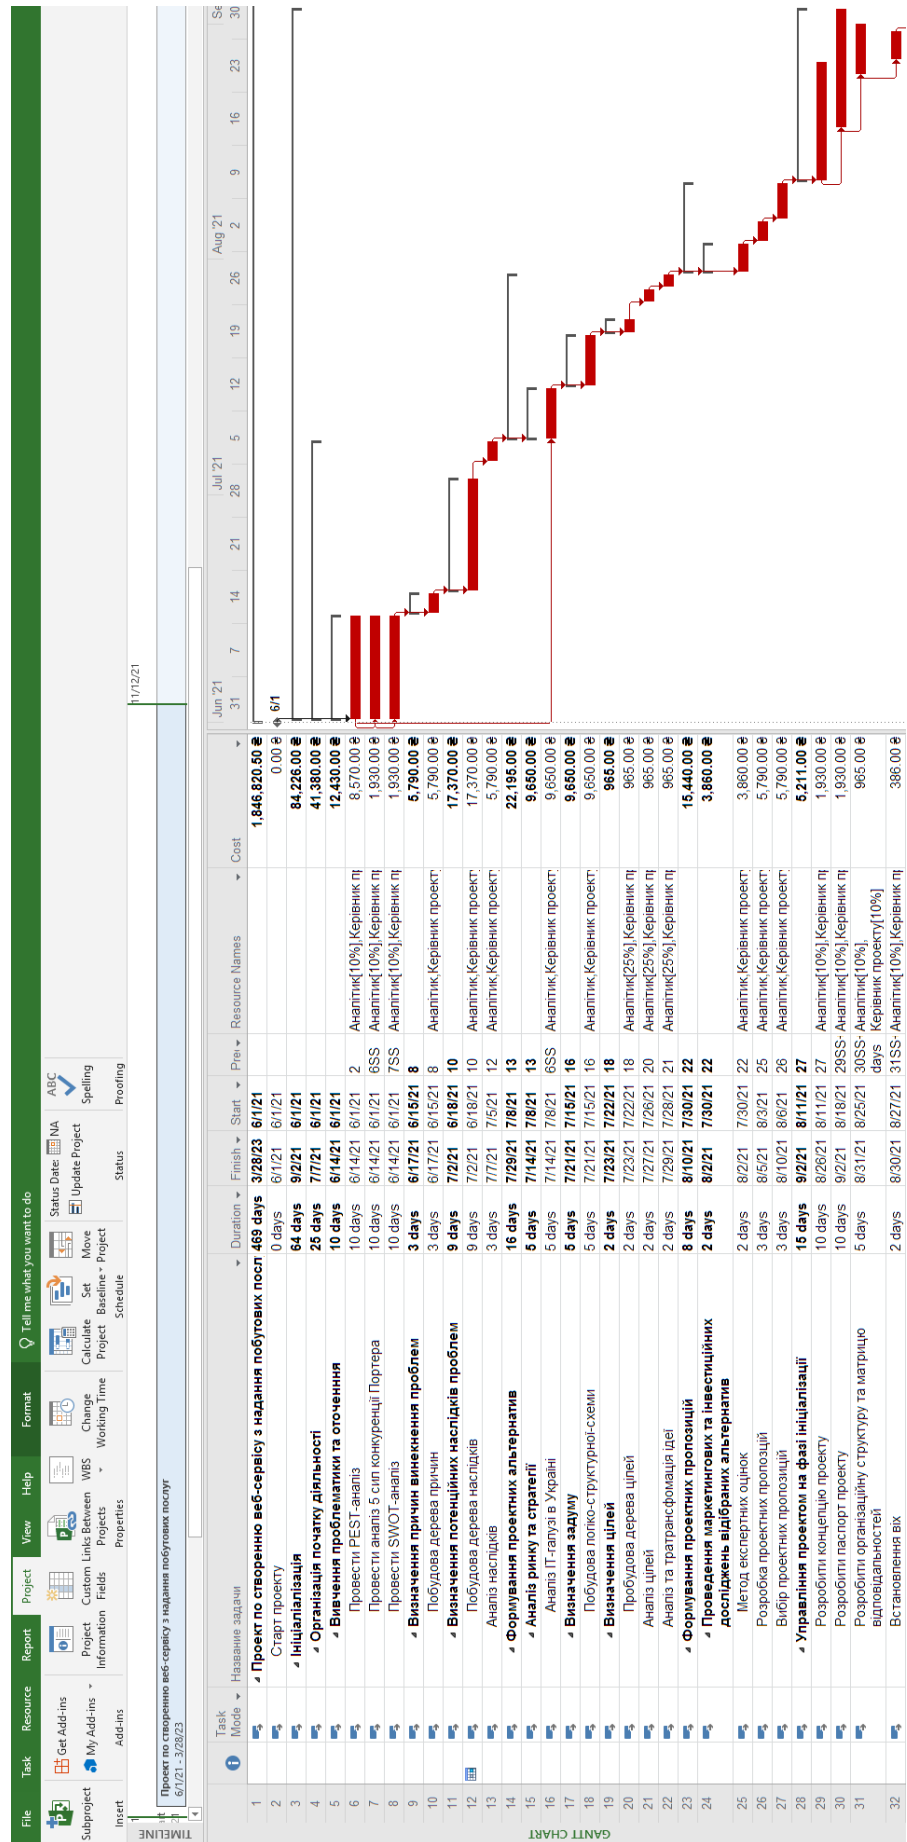 File Task Resource Report Project View Help Format Tell me what you want to do
Subproject
Insert
Get Add-ins
My Add-ins
Add-ins
Project Information
Custom Fields
Links Between Projects
WBS
Change Working Time
Properties
Calculate Project
Set Baseline
Move Project
Schedule
Status Date: NA
Update Project
Status
ABC
Spelling
Proofing
TIMELINE
Проект по створенню веб-сервісу з надання побутових послуг
6/1/21 - 3/28/23
11/12/21
GANTT CHART
Task Mode Название задачи Duration Finish Start Resource Names Cost
Jun '21 Jul '21 Aug '21
31 7 14 21 28 5 12 19 26 2 9 16 23 30
1 Проект по створенню веб-сервісу з надання побутових посл 469 days 3/28/23 6/1/21 1,846,820.50 ₴
2 Старт проекту 0 days 6/1/21 6/1/21 0.00 ₴ 6/1
3 Ініціалізація 64 days 9/2/21 6/1/21 84,226.00 ₴
4 Організація початку діяльності 25 days 7/7/21 6/1/21 41,380.00 ₴
5 Вивчення проблематики та оточенння 10 days 6/14/21 6/1/21 12,430.00 ₴
6 Провести PEST-аналіз 10 days 6/14/21 6/1/21 2 Аналітик[10%],Керівник п 8,570.00 ₴
7 Провести аналіз 5 сил конкуренції Портера 10 days 6/14/21 6/1/21 6SS Аналітик[10%],Керівник п 1,930.00 ₴
8 Провести SWOT-аналіз 10 days 6/14/21 6/1/21 7SS Аналітик[10%],Керівник п 1,930.00 ₴
9 Визначення причин виникнення проблем 3 days 6/17/21 6/15/21 8 5,790.00 ₴
10 Побудова дерева причин 3 days 6/17/21 6/15/21 8 Аналітик,Керівник проект 5,790.00 ₴
11 Визначення потенційних наслідків проблем 9 days 7/2/21 6/18/21 10 17,370.00 ₴
12 Побудова дерева наслідків 9 days 7/2/21 6/18/21 10 Аналітик,Керівник проект 17,370.00 ₴
13 Аналіз наслідків 3 days 7/7/21 7/5/21 12 Аналітик,Керівник проект 5,790.00 ₴
14 Формування проектних альтернатив 16 days 7/29/21 7/8/21 13 22,195.00 ₴
15 Аналіз ринку та стратегії 5 days 7/14/21 7/8/21 13 9,650.00 ₴
16 Аналіз ІТ-галузі в Україні 5 days 7/14/21 7/8/21 6SS Аналітик,Керівник проект 9,650.00 ₴
17 Визначення задуму 5 days 7/21/21 7/15/21 16 9,650.00 ₴
18 Побудова логіко-структурної-схеми 5 days 7/21/21 7/15/21 16 Аналітик,Керівник проект 9,650.00 ₴
19 Визначення цілей 2 days 7/23/21 7/22/21 18 965.00 ₴
20 Пробудова дерева цілей 2 days 7/23/21 7/22/21 18 Аналітик[25%],Керівник п 965.00 ₴
21 Аналіз цілей 2 days 7/27/21 7/26/21 20 Аналітик[25%],Керівник п 965.00 ₴
22 Аналіз та тратрансфомація ідеї 2 days 7/29/21 7/28/21 21 Аналітик[25%],Керівник п 965.00 ₴
23 Формування проектних пропозицій 8 days 8/10/21 7/30/21 22 15,440.00 ₴
24 Проведення маркетингових та інвестиційних 2 days 8/2/21 7/30/21 22 3,860.00 ₴
досліджень відібраних альтернатив
25 Метод експертних оцінок 2 days 8/2/21 7/30/21 22 Аналітик,Керівник проект 3,860.00 ₴
26 Розробка проектних пропозицій 3 days 8/5/21 8/3/21 25 Аналітик,Керівник проект 5,790.00 ₴
27 Вибір проектних пропозицій 3 days 8/10/21 8/6/21 26 Аналітик,Керівник проект 5,790.00 ₴
28 Управління проектом на фазі ініціалізації 15 days 9/2/21 8/11/21 27 5,211.00 ₴
29 Розробити концепцію проекту 10 days 8/26/21 8/11/21 27 Аналітик[10%],Керівник п 1,930.00 ₴
30 Розробити паспорт проекту 10 days 9/2/21 8/18/21 29SS- Аналітик[10%],Керівник п 1,930.00 ₴
31 Розробити організаційну структуру та матрицю 5 days 8/31/21 8/25/21 30SS- Аналітик[10%], 965.00 ₴
відповідальностей days Керівник проекту[10%]
32 Встановлення віх 2 days 8/30/21 8/27/21 31SS- Аналітик[10%],Керівник п 386.00 ₴